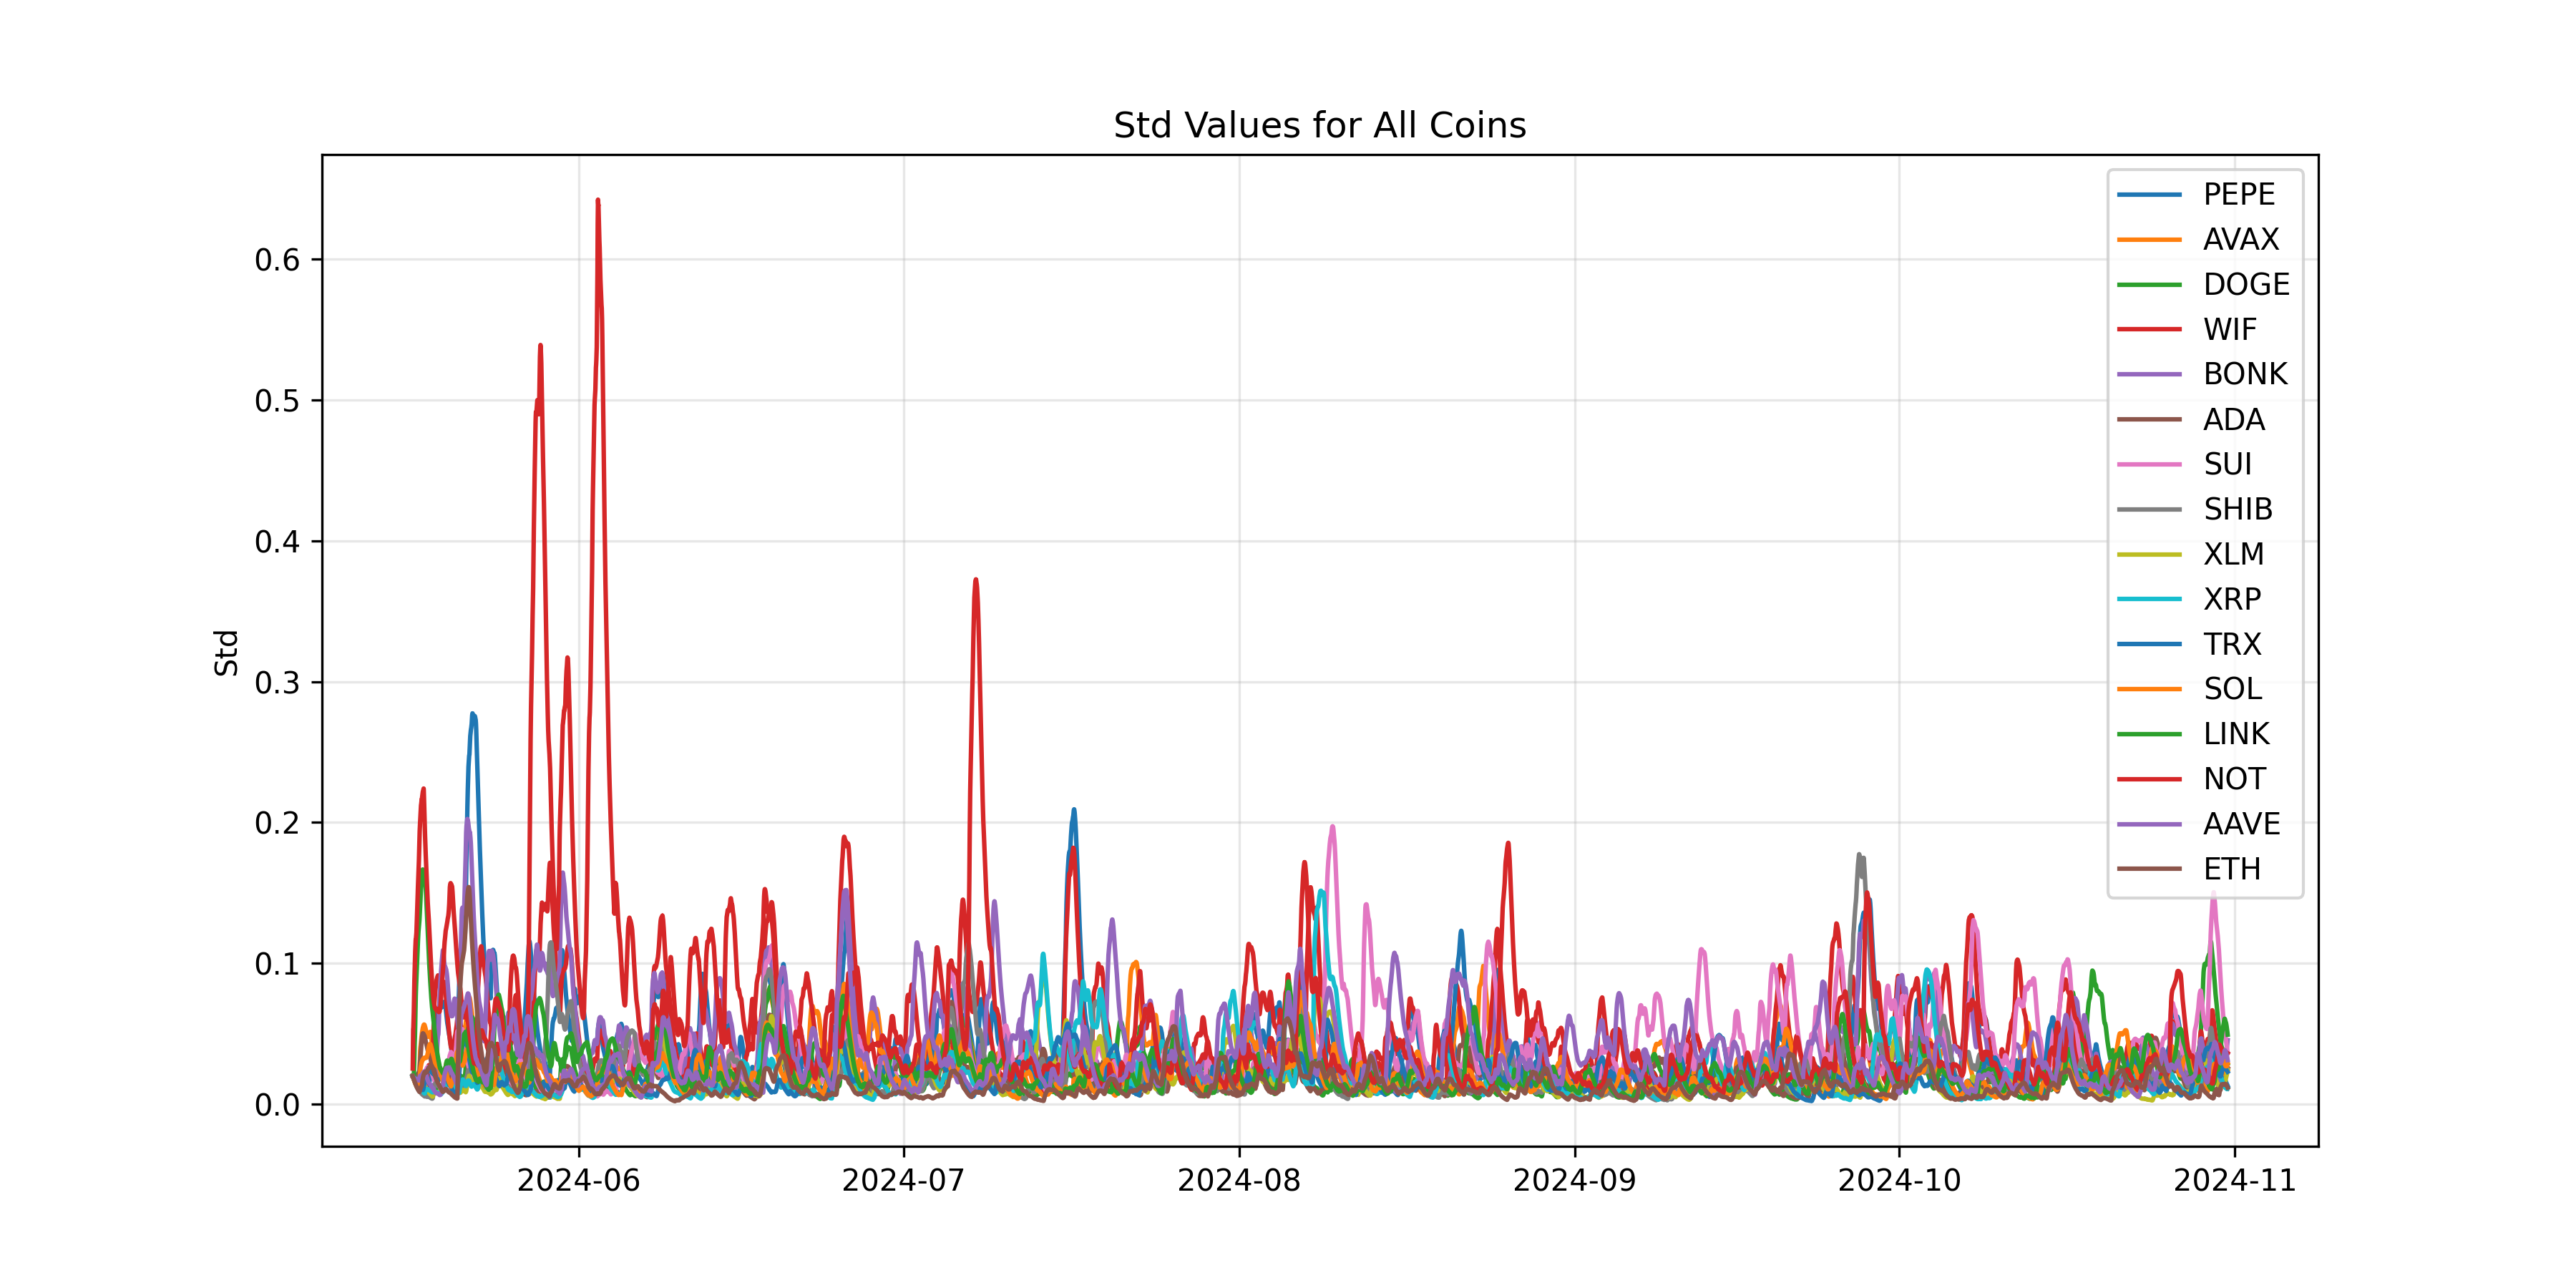 Std Values for All Coins
Std
0.6
0.5
0.4
0.3
0.2
0.1
0.0
2024-06
2024-07
2024-08
2024-09
2024-10
2024-11
PEPE
AVAX
DOGE
WIF
BONK
ADA
SUI
SHIB
XLM
XRP
TRX
SOL
LINK
NOT
AAVE
ETH